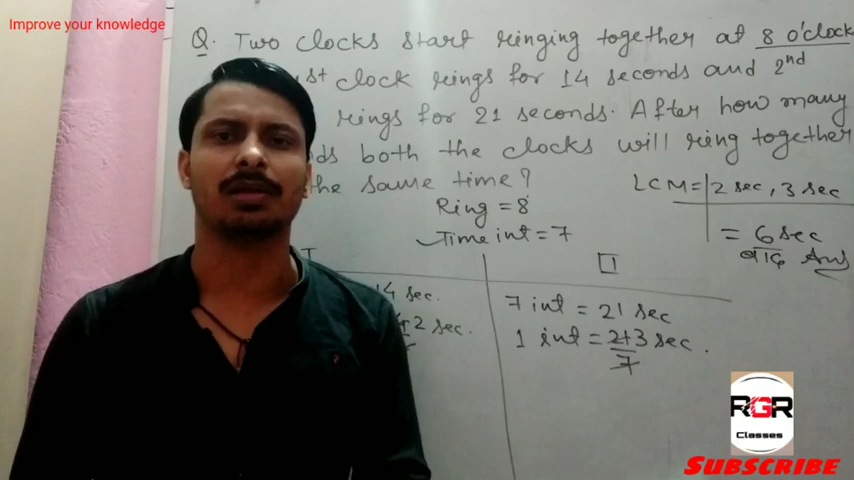 Improve your knowledge
Q. Two clocks start ringing together at 8 o'clock
st clock rings for 14 seconds and 2nd
rings for 21 seconds. After how many
nds both the clocks will ring together
the same time?
LCM = 2 sec, 3 sec
Ring = 8
= 6 sec
Time int = 7
बाद Ans
I
II
14 sec.
7 int = 21 sec
2 sec.
1 int = 21 3 sec.
7
RGR
Classes
SUBSCRIBE